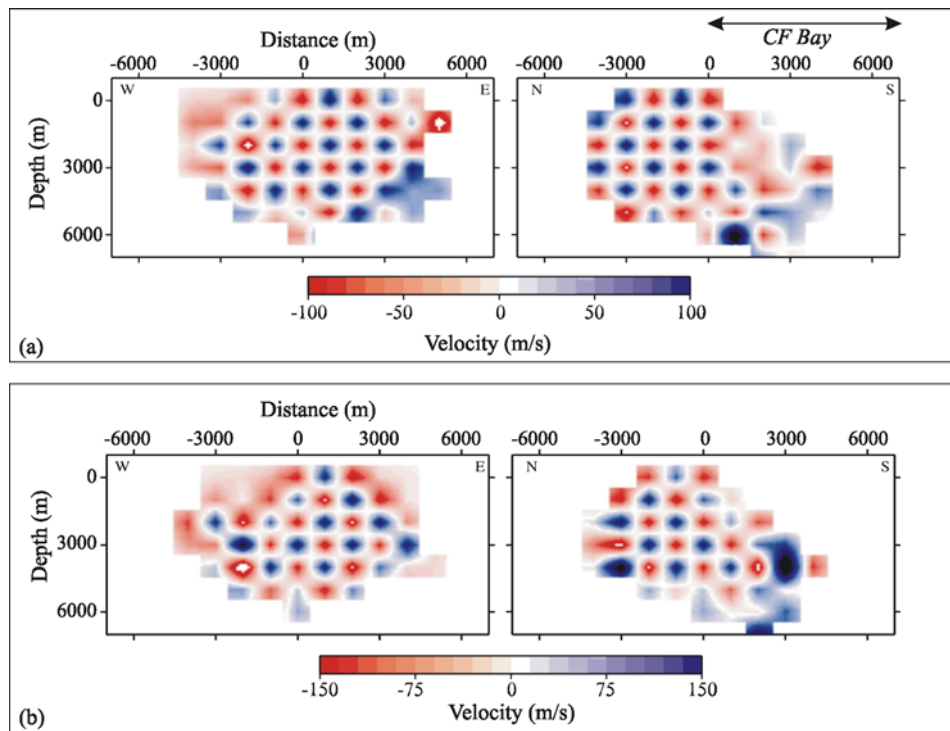 Distance (m)
CF Bay
-6000 -3000 0 3000 6000 -6000 -3000 0 3000 6000
W E N S
0
3000
6000
Depth (m)
-100 -50 0 50 100
Velocity (m/s)
(a)
Distance (m)
-6000 -3000 0 3000 6000 -6000 -3000 0 3000 6000
W E N S
0
3000
6000
Depth (m)
-150 -75 0 75 150
Velocity (m/s)
(b)